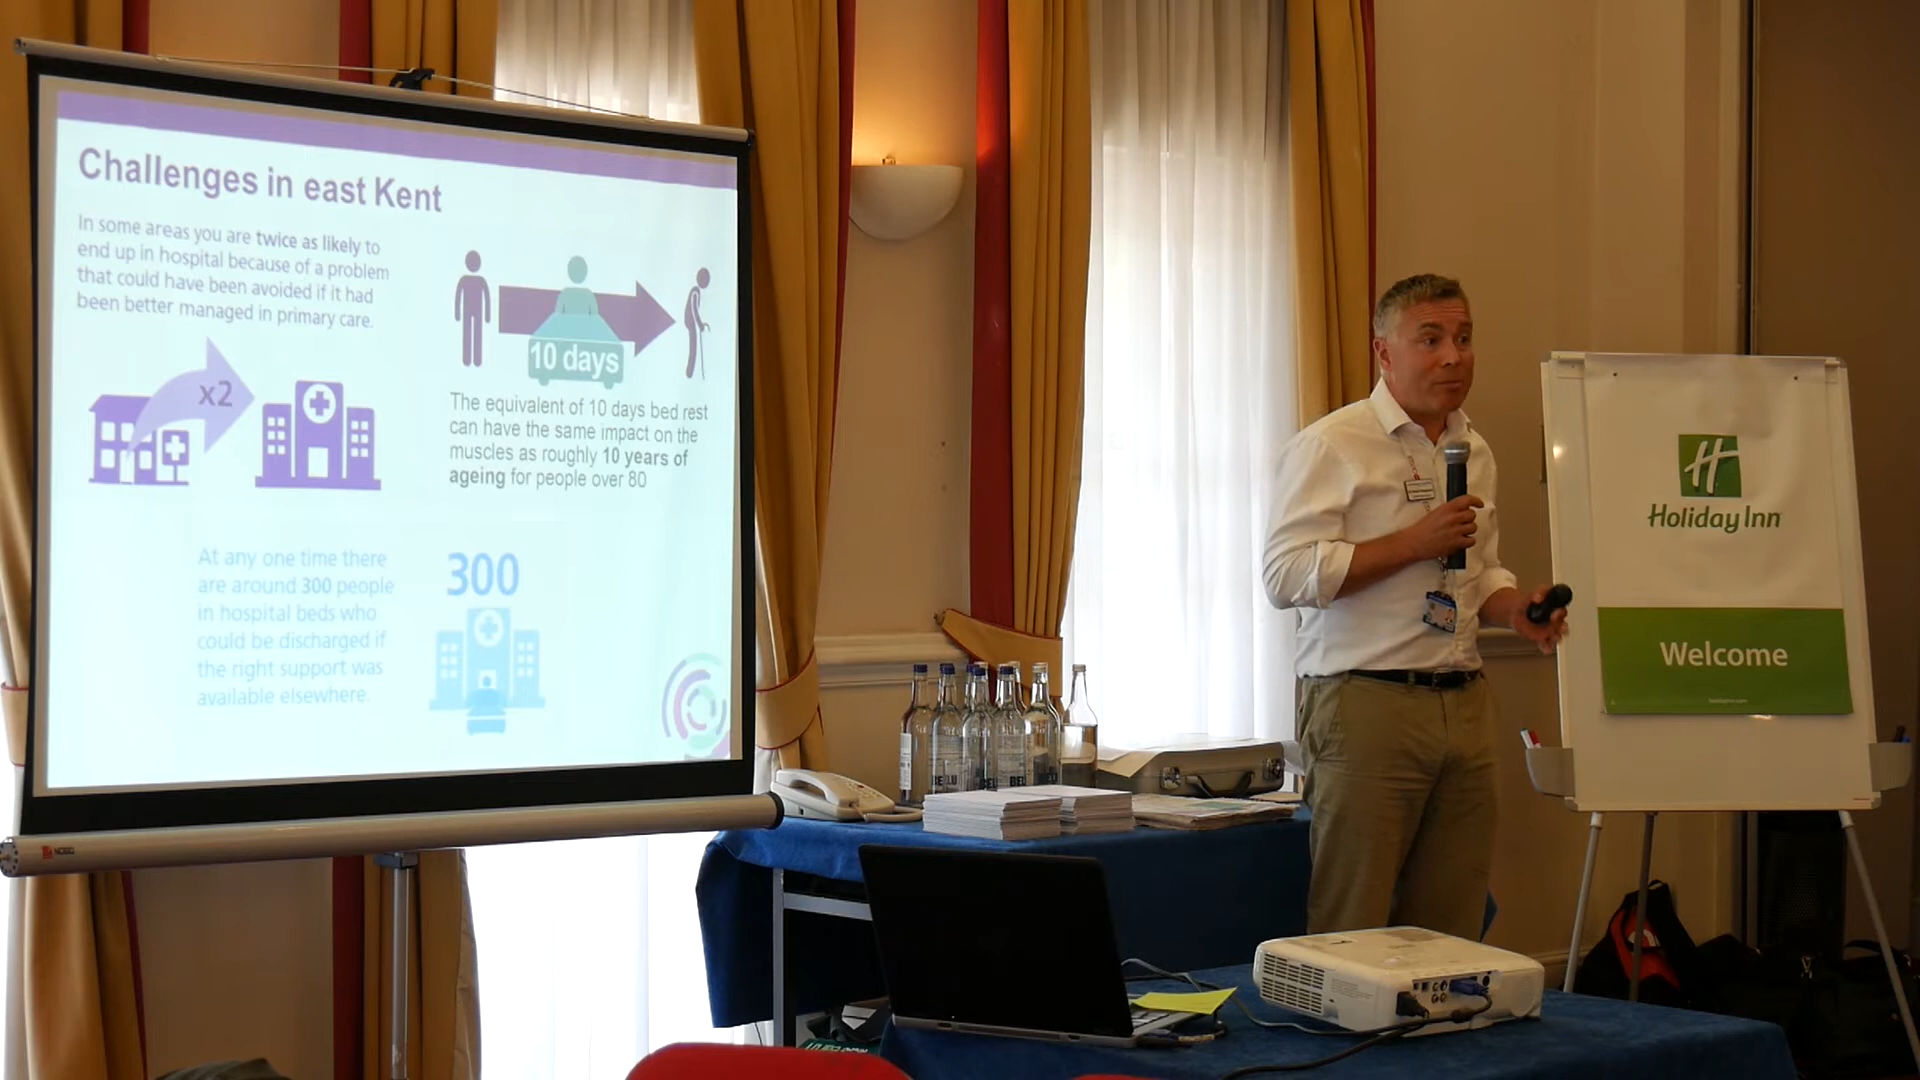 Challenges in east Kent
In some areas you are twice as likely to
end up in hospital because of a problem
that could have been avoided if it had
been better managed in primary care.
x2
10 days
The equivalent of 10 days bed rest
can have the same impact on the
muscles as roughly 10 years of
ageing for people over 80
At any one time there
are around 300 people
in hospital beds who
could be discharged if
the right support was
available elsewhere.
300
NOBO
BELU
BELU
BELU
H
Holiday Inn
Welcome